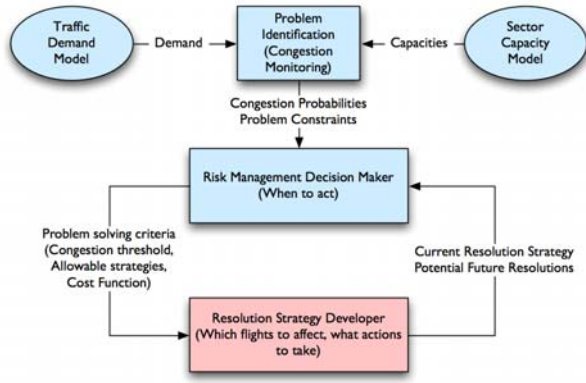 Traffic
Demand
Model
Demand
Problem
Identification
(Congestion
Monitoring)
Capacities
Sector
Capacity
Model
Congestion Probabilities
Problem Constraints
Risk Management Decision Maker
(When to act)
Problem solving criteria
(Congestion threshold,
Allowable strategies,
Cost Function)
Current Resolution Strategy
Potential Future Resolutions
Resolution Strategy Developer
(Which flights to affect, what actions
to take)